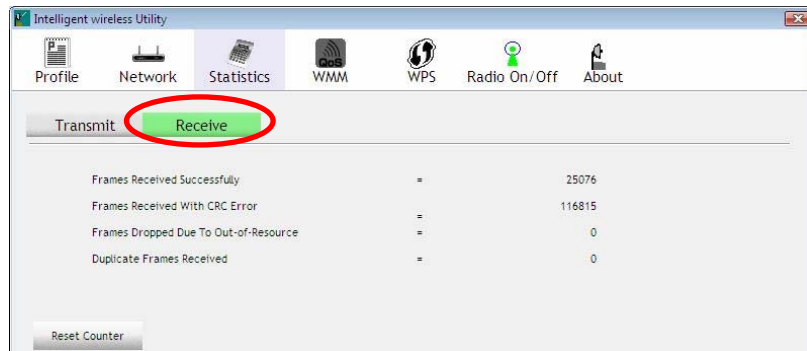 Intelligent wireless Utility
Profile Network Statistics QoS WMM WPS Radio On/Off About
Transmit Receive
Frames Received Successfully = 25076
Frames Received With CRC Error = 116815
Frames Dropped Due To Out-of-Resource = 0
Duplicate Frames Received = 0
Reset Counter